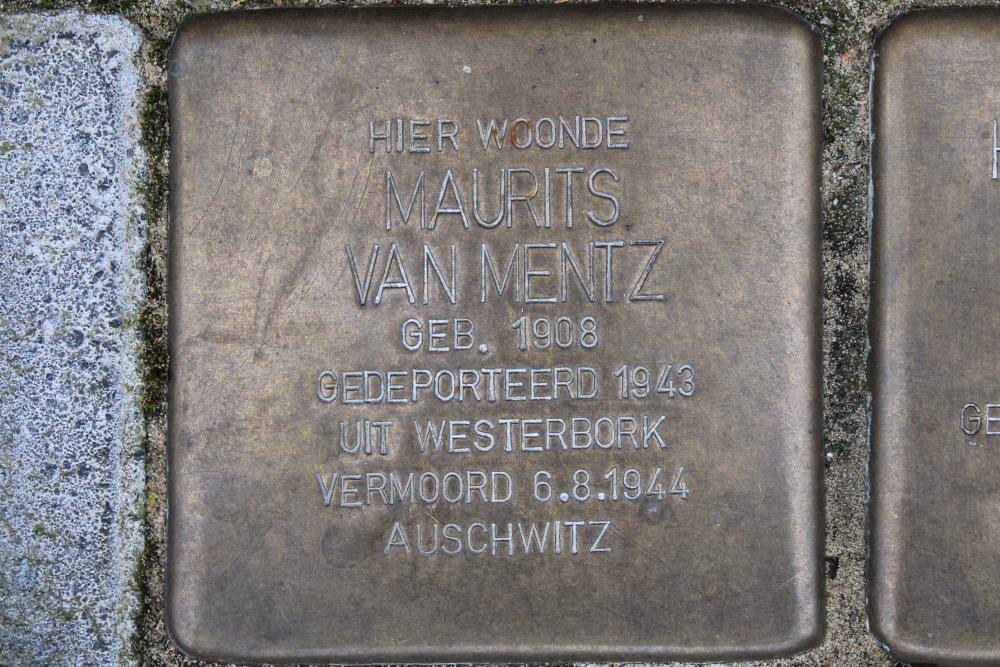 HIER WOONDE
MAURITS
VAN MENTZ
GEB. 1908
GEDEPORTEERD 1943
UIT WESTERBORK
VERMOORD 6.8.1944
AUSCHWITZ